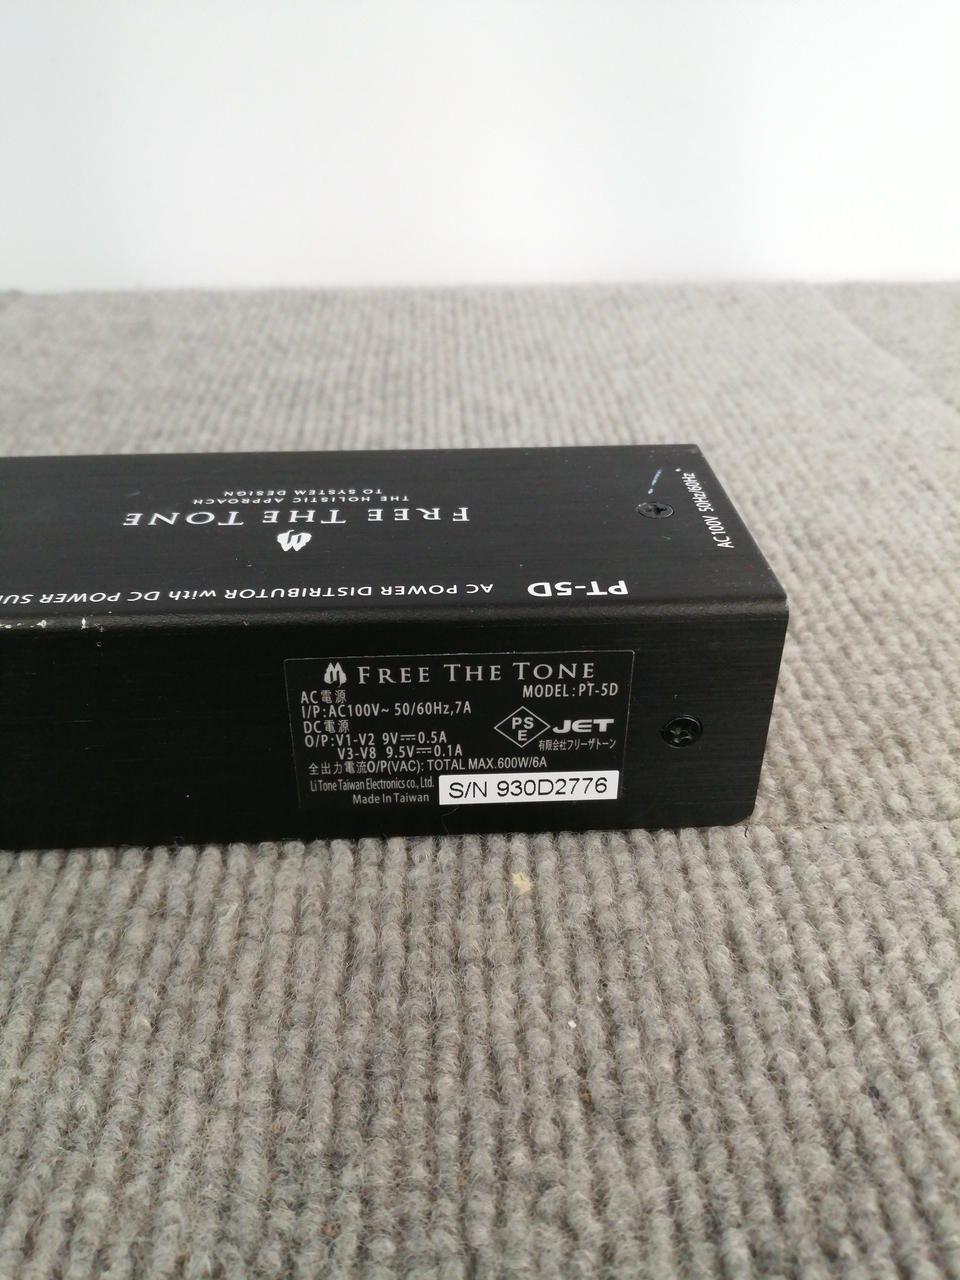 AC100V 50Hz/60Hz
PT-5D
AC POWER DISTRIBUTOR with DC POWER
FREE THE TONE
THE HOLISTIC APPROACH
TO SYSTEM DESIGN
FREE THE TONE
AC電源
MODEL:PT-5D
I/P:AC100V~ 50/60Hz,7A
DC電源
O/P:V1-V2 9V⎓0.5A
V3-V8 9.5V⎓0.1A
PS
E
JET
有限会社フリーザトーン
全出力電流O/P(VAC): TOTAL MAX.600W/6A
Li Tone Taiwan Electronics co., Ltd.
Made In Taiwan
S/N 930D2776